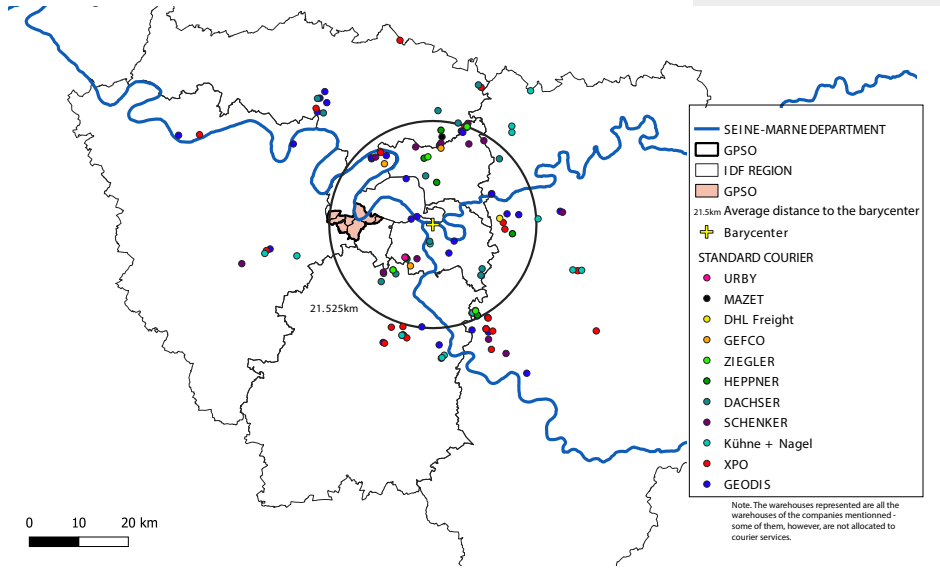 SEINE-MARNE DEPARTMENT
GPSO
IDF REGION
GPSO
21.5km Average distance to the barycenter
Barycenter
STANDARD COURIER
URBY
MAZET
DHL Freight
GEFCO
ZIEGLER
HEPPNER
DACHSER
SCHENKER
Kühne + Nagel
XPO
GEODIS
21.525km
0 10 20 km
Note. The warehouses represented are all the
warehouses of the companies mentionned -
some of them, however, are not allocated to
courier services.